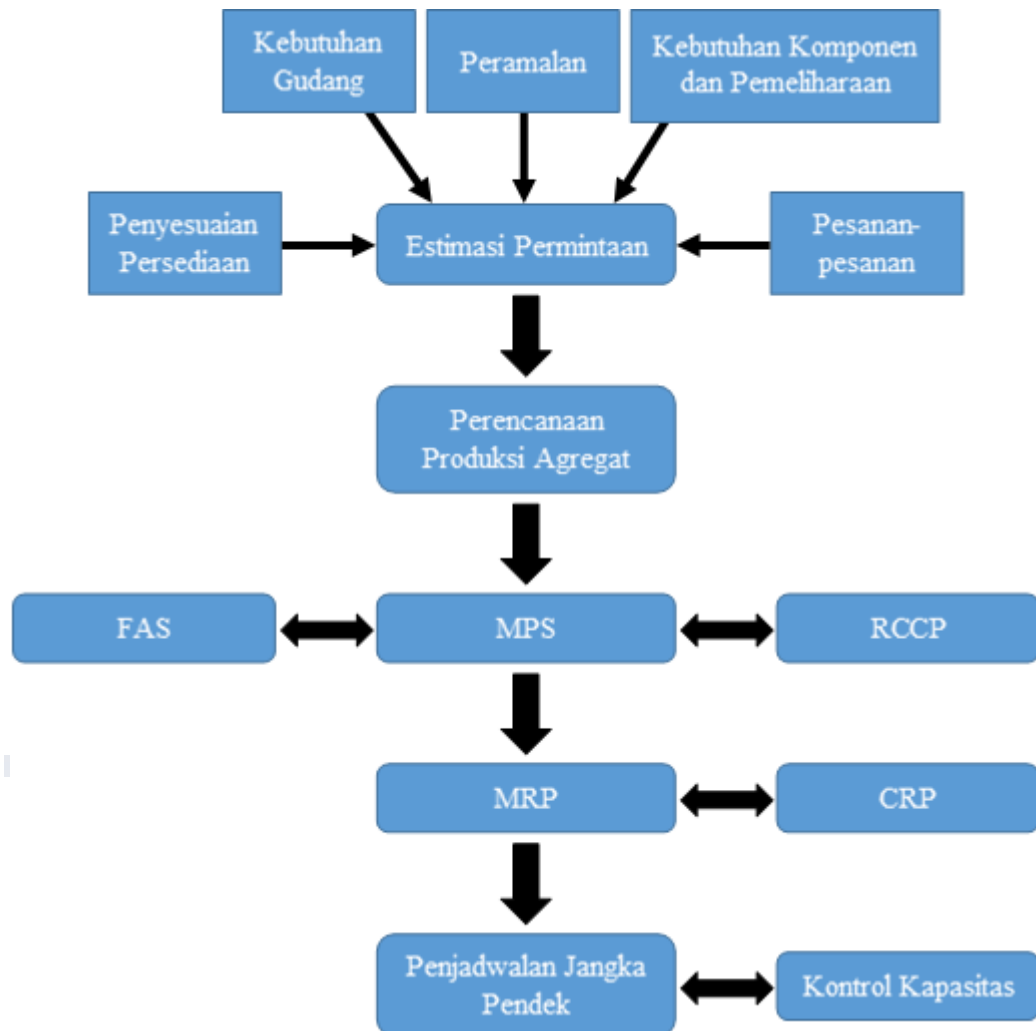 Kebutuhan
Gudang
Peramalan
Kebutuhan Komponen
dan Pemeliharaan
Penyesuaian
Persediaan
Estimasi Permintaan
Pesanan-
pesanan
Perencanaan
Produksi Agregat
FAS
MPS
RCCP
MRP
CRP
Penjadwalan Jangka
Pendek
Kontrol Kapasitas